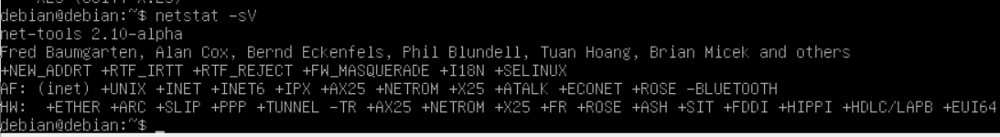 debian@debian:~$ netstat -sV
net-tools 2.10-alpha
Fred Baumgarten, Alan Cox, Bernd Eckenfels, Phil Blundell, Tuan Hoang, Brian Micek and others
+NEW_ADDRT +RTF_IRTT +RTF_REJECT +FW_MASQUERADE +I18N +SELINUX
AF: (inet) +UNIX +INET +INET6 +IPX +AX25 +NETROM +X25 +ATALK +ECONET +ROSE -BLUETOOTH
HW:  +ETHER +ARC +SLIP +PPP +TUNNEL -TR +AX25 +NETROM +X25 +FR +ROSE +ASH +SIT +FDDI +HIPPI +HDLC/LAPB +EUI64
debian@debian:~$ _